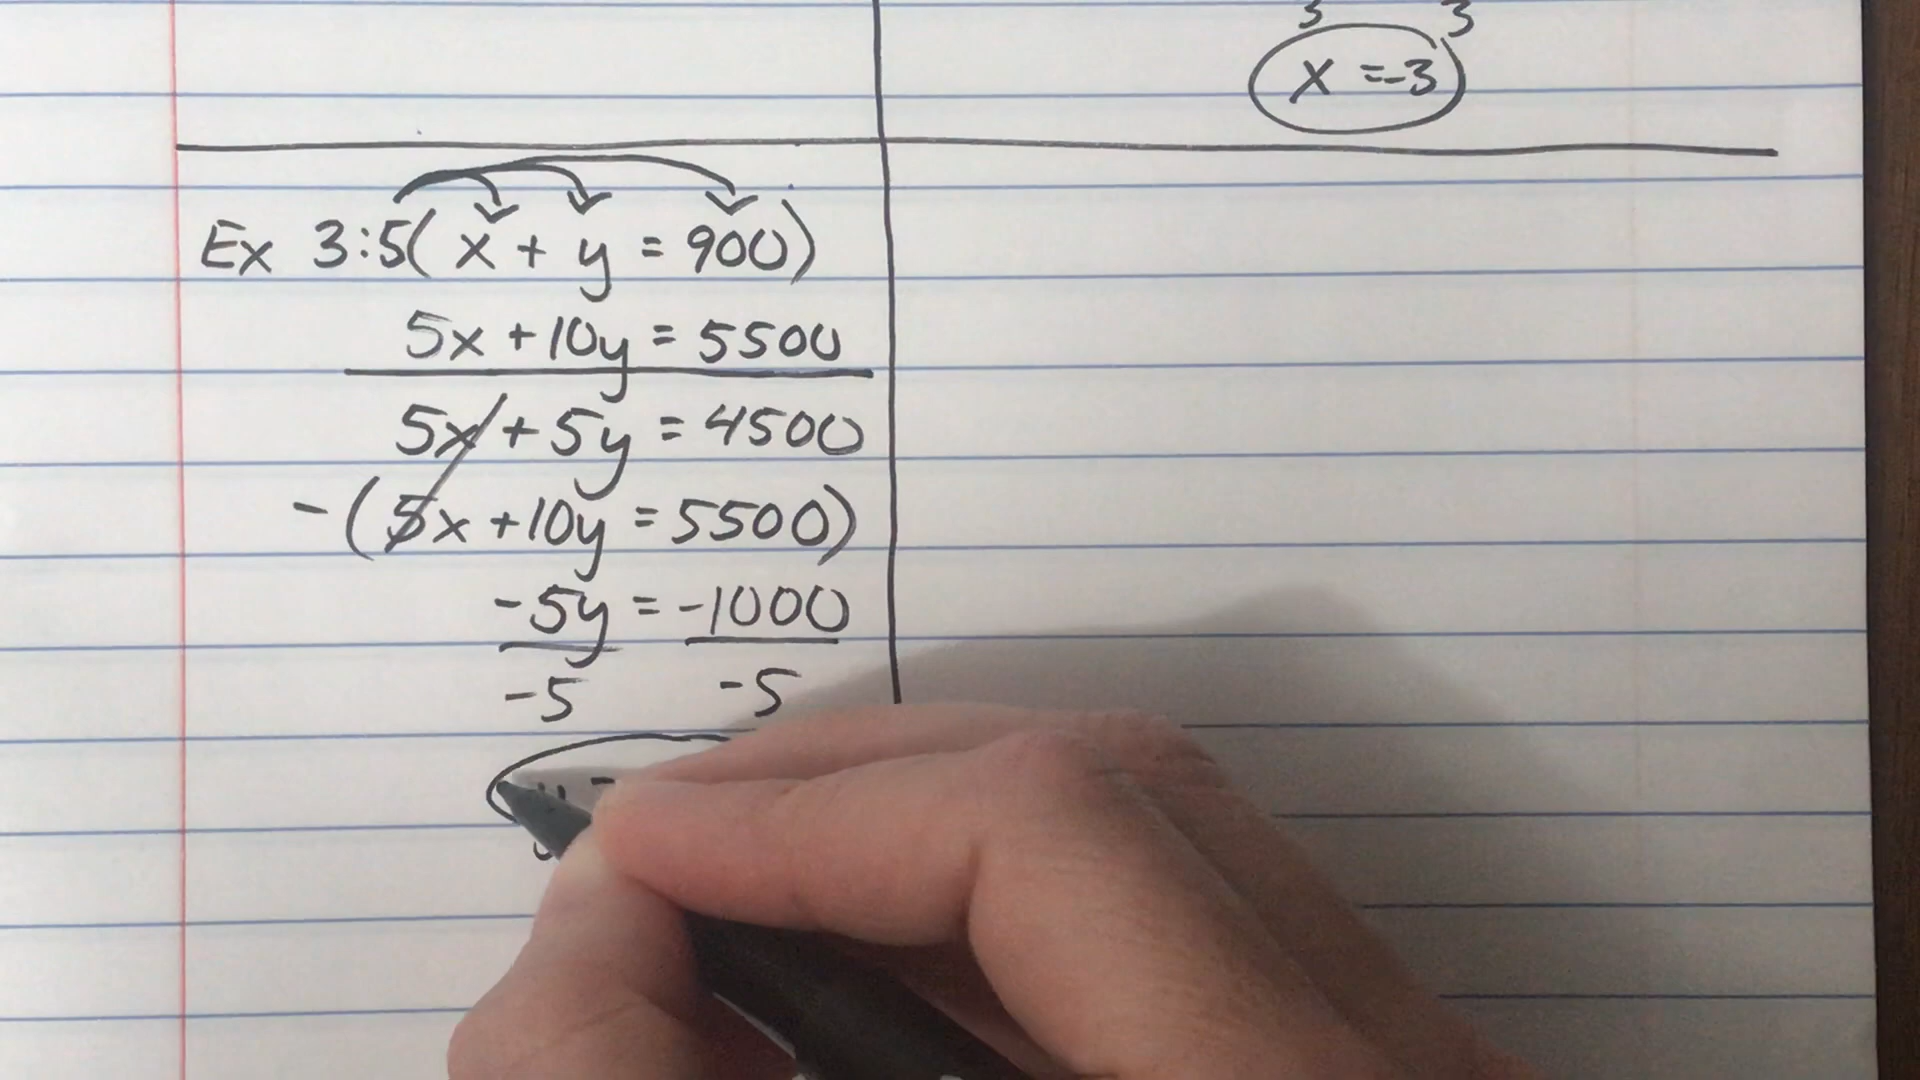 3 3
x = -3
Ex 3: 5( x + y = 900)
5x + 10y = 5500
5x + 5y = 4500
- ( 5x + 10y = 5500)
-5y = -1000
-5 -5